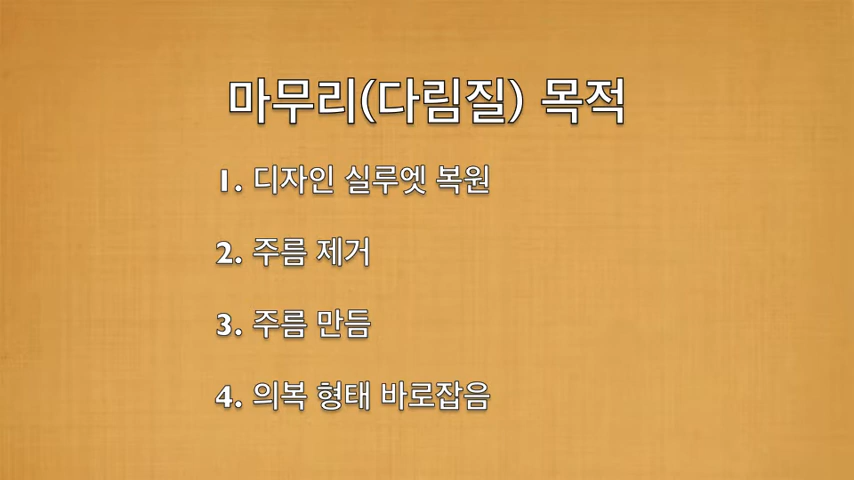 마무리(다림질) 목적
1. 디자인 실루엣 복원
2. 주름 제거
3. 주름 만듬
4. 의복 형태 바로잡음